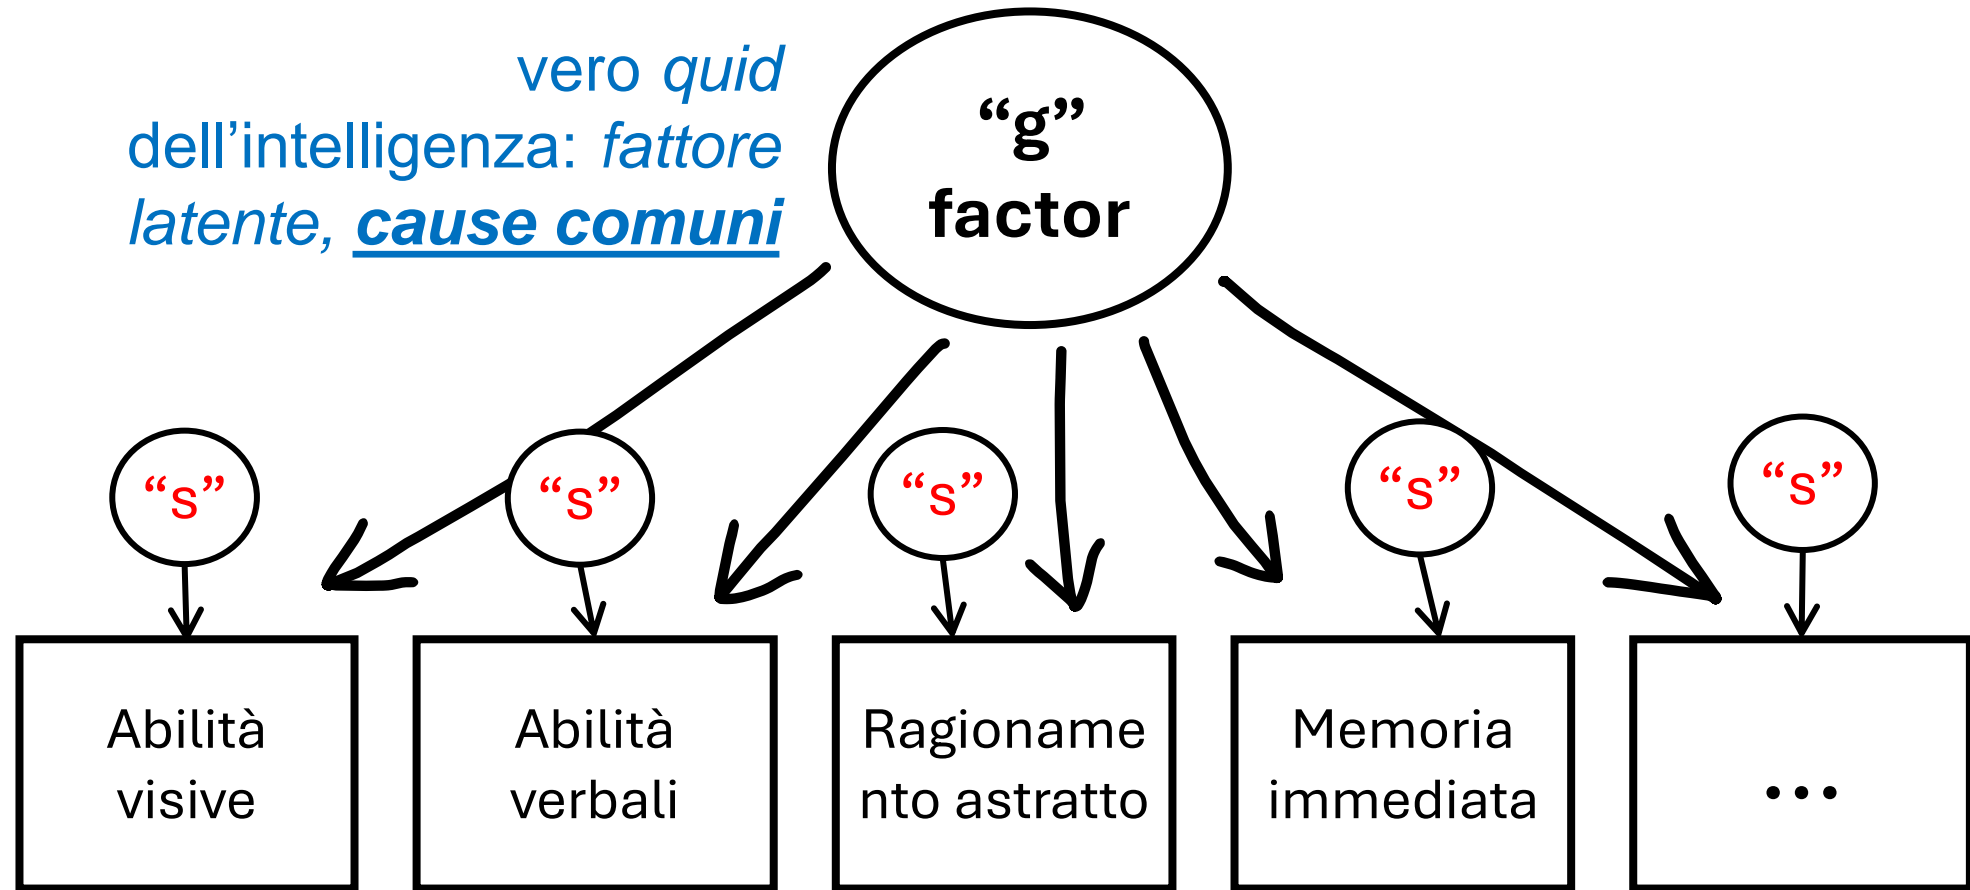 vero quid
dell’intelligenza: fattore
latente, cause comuni
“g”
factor
“s”
“s”
“s”
“s”
“s”
Abilità
visive
Abilità
verbali
Ragioname
nto astratto
Memoria
immediata
...